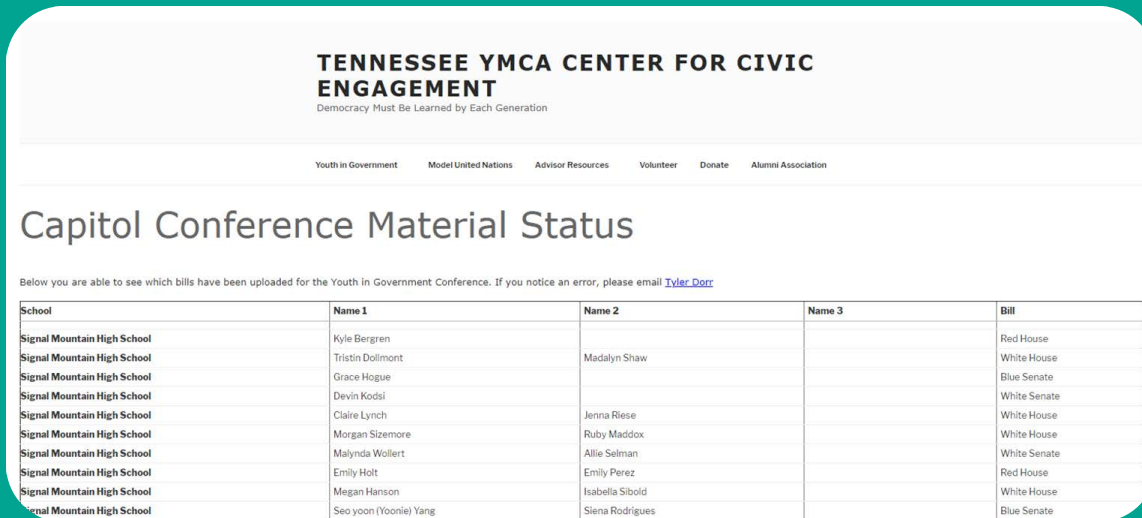 TENNESSEE YMCA CENTER FOR CIVIC
ENGAGEMENT
Democracy Must Be Learned by Each Generation
Youth in Government Model United Nations Advisor Resources Volunteer Donate Alumni Association
Capitol Conference Material Status
Below you are able to see which bills have been uploaded for the Youth in Government Conference. If you notice an error, please email Tyler Dorr
School Name 1 Name 2 Name 3 Bill
Signal Mountain High School Kyle Bergren Red House
Signal Mountain High School Tristin Dollmont Madalyn Shaw White House
Signal Mountain High School Grace Hogue Blue Senate
Signal Mountain High School Devin Kodsi White Senate
Signal Mountain High School Claire Lynch Jenna Riese White House
Signal Mountain High School Morgan Sizemore Ruby Maddox White House
Signal Mountain High School Malynda Wollert Allie Selman White Senate
Signal Mountain High School Emily Holt Emily Perez Red House
Signal Mountain High School Megan Hanson Isabella Sibold White House
Signal Mountain High School Seo yoon (Yoonie) Yang Siena Rodrigues Blue Senate